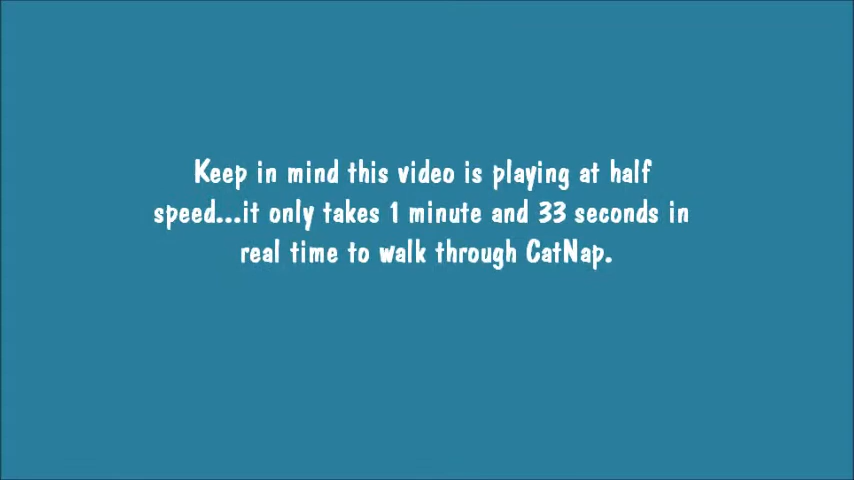 Keep in mind this video is playing at half
speed...it only takes 1 minute and 33 seconds in
real time to walk through CatNap.